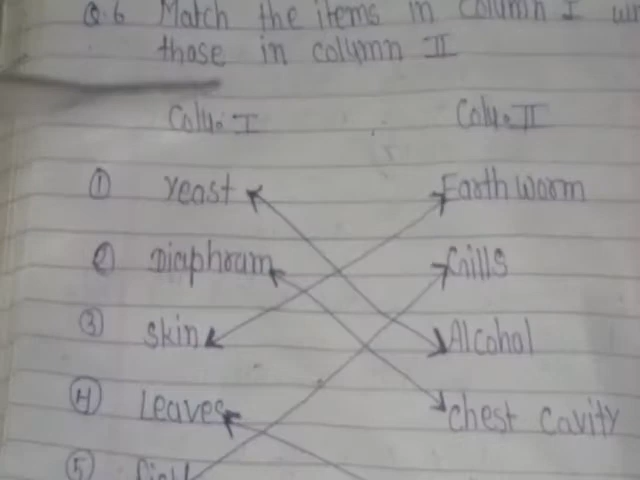 Q.6 Match the items in column I
those in column II
Colu. I Colu. II
① Yeast Earth worm
② Diaphram Gills
③ Skin Alcohol
④ Leaves Chest cavity
⑤